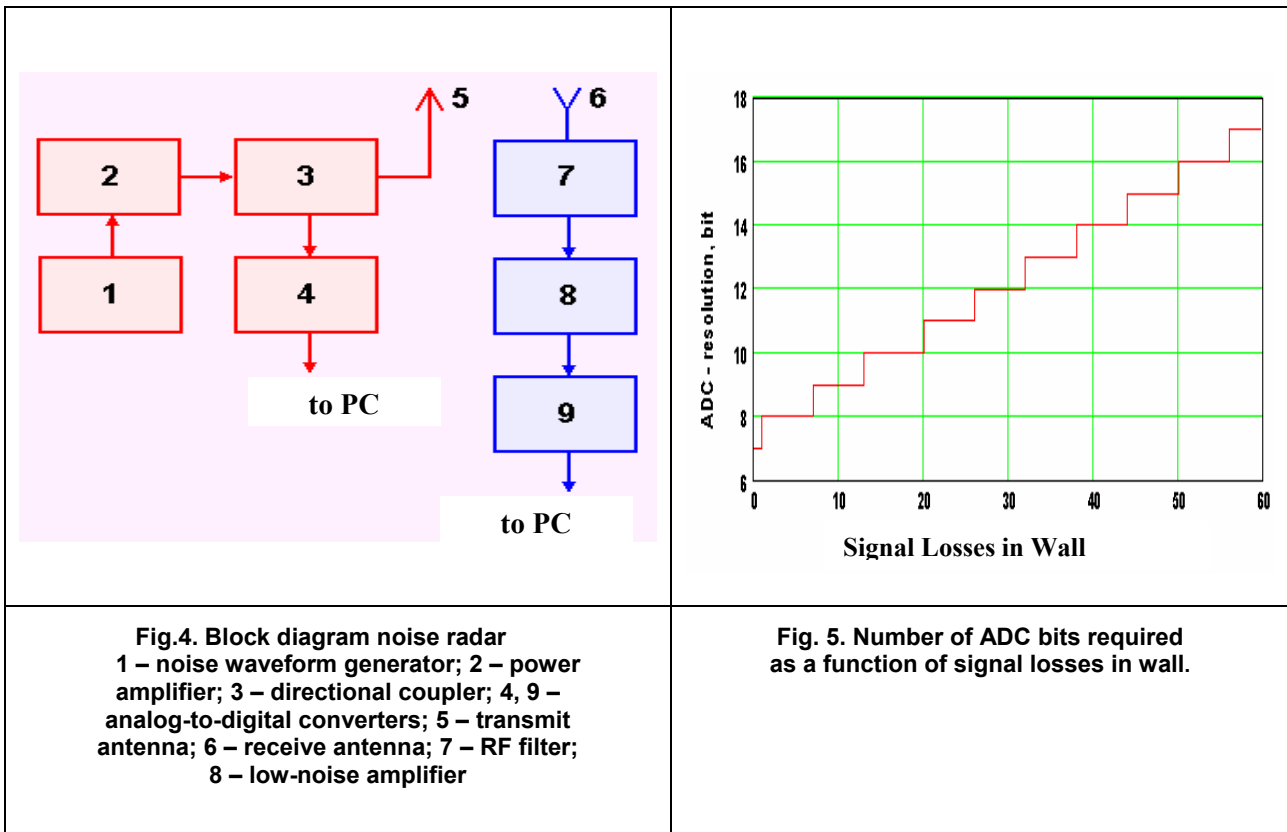 5
6
2
3
7
1
4
8
9
to PC
to PC
18
16
14
12
10
8
6
ADC - resolution, bit
0 10 20 30 40 50 60
Signal Losses in Wall
Fig.4. Block diagram noise radar
1 – noise waveform generator; 2 – power
amplifier; 3 – directional coupler; 4, 9 –
analog-to-digital converters; 5 – transmit
antenna; 6 – receive antenna; 7 – RF filter;
8 – low-noise amplifier
Fig. 5. Number of ADC bits required
as a function of signal losses in wall.